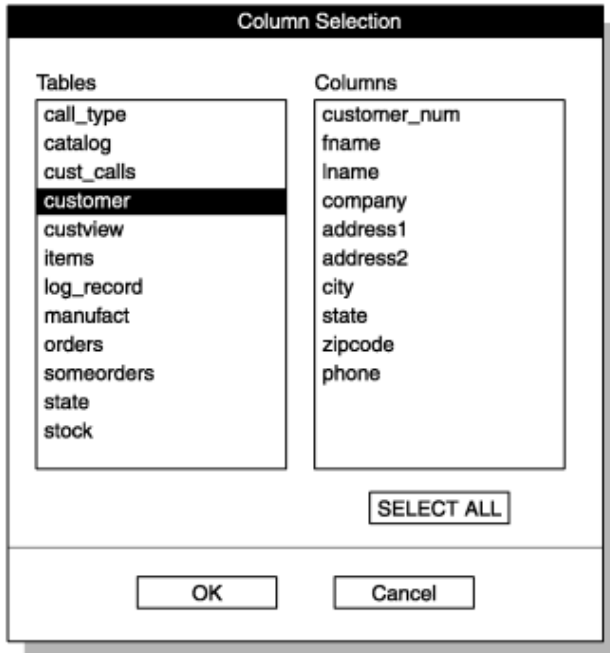 Column Selection
Tables
call_type
catalog
cust_calls
customer
custview
items
log_record
manufact
orders
someorders
state
stock
Columns
customer_num
fname
lname
company
address1
address2
city
state
zipcode
phone
SELECT ALL
OK
Cancel